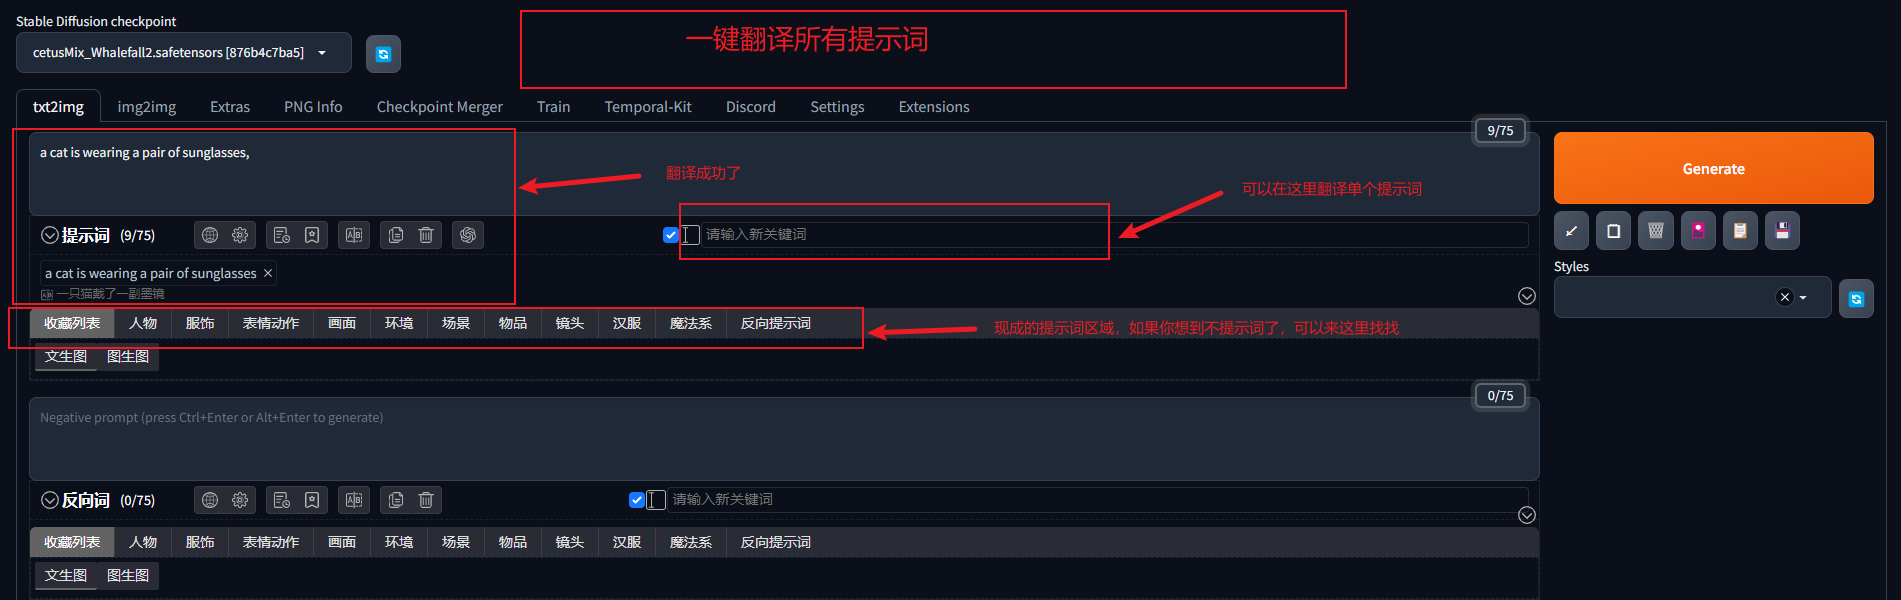 Stable Diffusion checkpoint
cetusMix_Whalefall2.safetensors [876b4c7ba5]
一键翻译所有提示词
txt2img img2img Extras PNG Info Checkpoint Merger Train Temporal-Kit Discord Settings Extensions
9/75
a cat is wearing a pair of sunglasses,
翻译成功了
可以在这里翻译单个提示词
Generate
提示词 (9/75)
请输入新关键词
Styles
a cat is wearing a pair of sunglasses ×
一只猫戴了一副墨镜
收藏列表 人物 服饰 表情动作 画面 环境 场景 物品 镜头 汉服 魔法系 反向提示词
现成的提示词区域，如果你想到不提示词了，可以来这里找找
文生图 图生图
0/75
Negative prompt (press Ctrl+Enter or Alt+Enter to generate)
反向词 (0/75)
请输入新关键词
收藏列表 人物 服饰 表情动作 画面 环境 场景 物品 镜头 汉服 魔法系 反向提示词
文生图 图生图